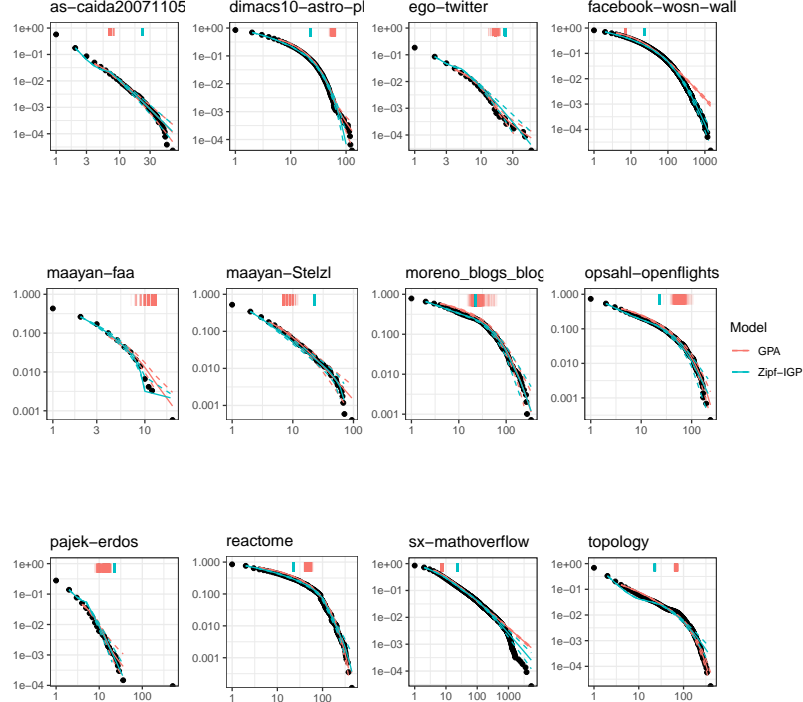 as−caida20071105
dimacs10−astro−pl
ego−twitter
facebook−wosn−wall
1e+00
1e−01
1e−02
1e−03
1e−04
1e+00
1e−01
1e−02
1e−03
1e−04
1e+00
1e−01
1e−02
1e−03
1e−04
1e+00
1e−01
1e−02
1e−03
1e−04
1 3 10 30
1 10 100
1 3 10 30
1 10 100 1000
maayan−faa
maayan−Stelzl
moreno_blogs_blog
opsahl−openflights
1.000
0.100
0.010
0.001
1.000
0.100
0.010
0.001
1.000
0.100
0.010
0.001
1.000
0.100
0.010
0.001
1 3 10
1 10 100
1 10 100
1 10 100
Model
GPA
Zipf−IGP
pajek−erdos
reactome
sx−mathoverflow
topology
1e+00
1e−01
1e−02
1e−03
1e−04
1.000
0.100
0.010
0.001
1e+00
1e−01
1e−02
1e−03
1e−04
1e+00
1e−01
1e−02
1e−03
1e−04
1 10 100
1 10 100
1 10 100 1000
1 10 100